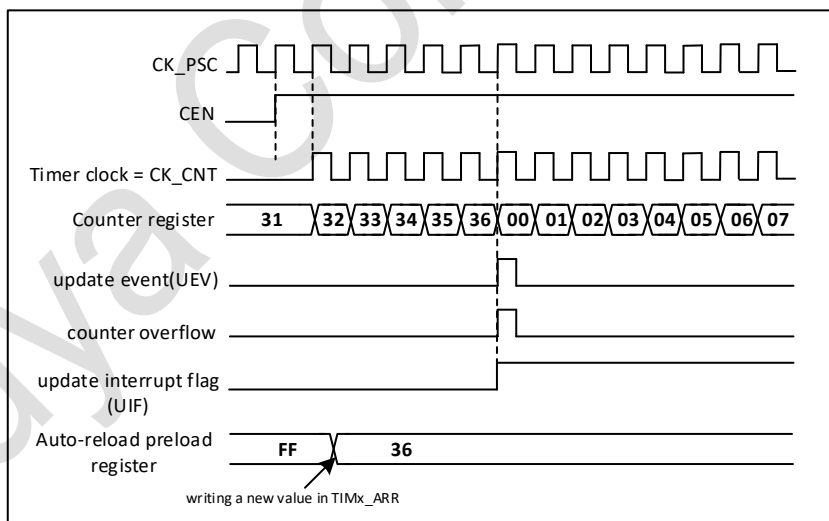 CK_PSC
CEN
Timer clock = CK_CNT
Counter register 31 32 33 34 35 36 00 01 02 03 04 05 06 07
update event(UEV)
counter overflow
update interrupt flag
(UIF)
Auto-reload preload
register
FF 36
writing a new value in TIMx_ARR